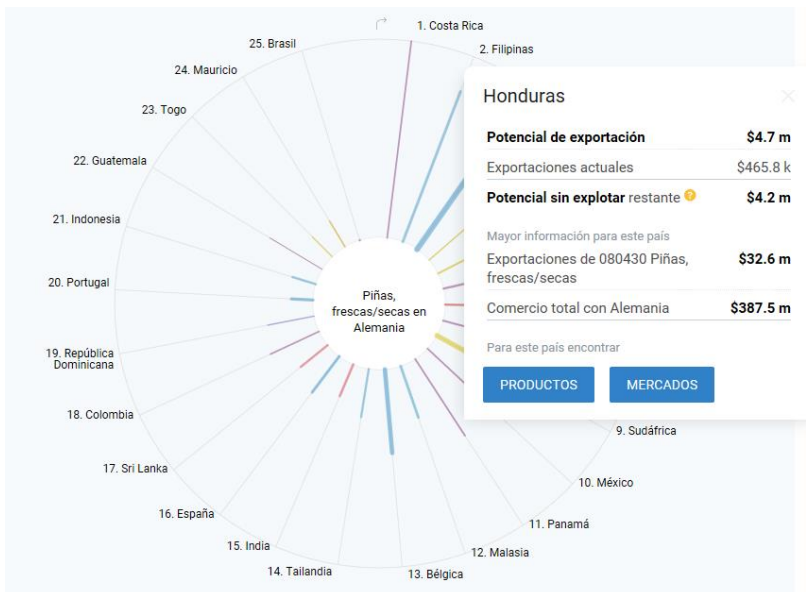 1. Costa Rica
2. Filipinas
25. Brasil
24. Mauricio
23. Togo
22. Guatemala
21. Indonesia
20. Portugal
19. República
Dominicana
18. Colombia
17. Sri Lanka
16. España
15. India
14. Tailandia
13. Bélgica
12. Malasia
11. Panamá
10. México
9. Sudáfrica
Piñas,
frescas/secas en
Alemania
Honduras
Potencial de exportación $4.7 m
Exportaciones actuales $465.8 k
Potencial sin explotar restante ? $4.2 m
Mayor información para este país
Exportaciones de 080430 Piñas, $32.6 m
frescas/secas
Comercio total con Alemania $387.5 m
Para este país encontrar
PRODUCTOS MERCADOS